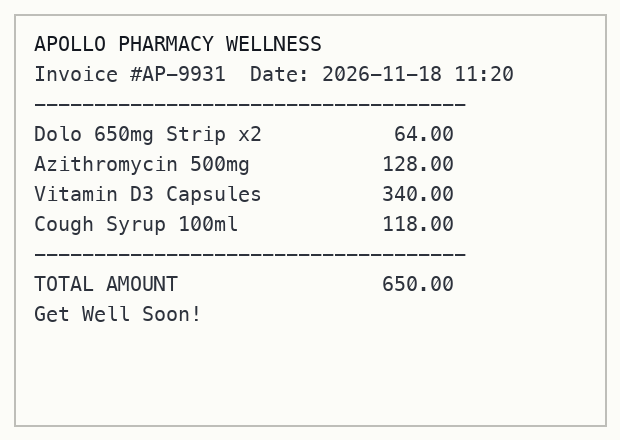 APOLLO PHARMACY WELLNESS
Invoice #AP-9931  Date: 2026-11-18 11:20
------------------------------------
Dolo 650mg Strip x2           64.00
Azithromycin 500mg           128.00
Vitamin D3 Capsules          340.00
Cough Syrup 100ml            118.00
------------------------------------
TOTAL AMOUNT                 650.00
Get Well Soon!